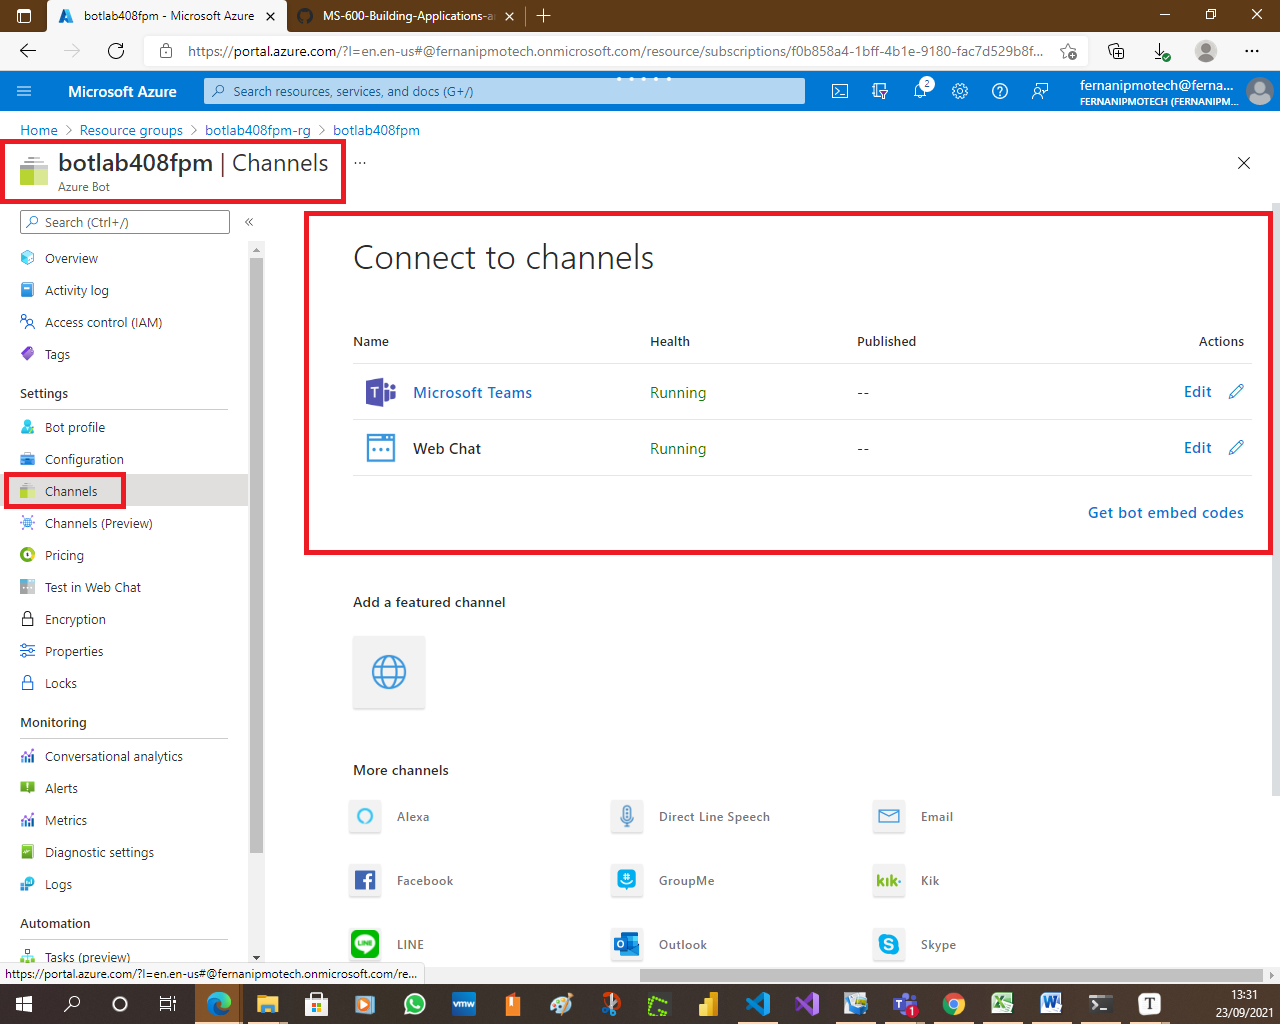 botlab408fpm - Microsoft Azure
MS-600-Building-Applications-a
https://portal.azure.com/?l=en.en-us#@fernanipmotech.onmicrosoft.com/resource/subscriptions/f0b858a4-1bff-4b1e-9180-fac7d529b8f...
Microsoft Azure
Search resources, services, and docs (G+/)
2
fernanipmotech@ferna...
FERNANIPMOTECH (FERNANIPM...
Home > Resource groups > botlab408fpm-rg > botlab408fpm
botlab408fpm | Channels
...
Azure Bot
Search (Ctrl+/)
«
Overview
Activity log
Access control (IAM)
Tags
Settings
Bot profile
Configuration
Channels
Channels (Preview)
Pricing
Test in Web Chat
Encryption
Properties
Locks
Monitoring
Conversational analytics
Alerts
Metrics
Diagnostic settings
Logs
Automation
Tasks (preview)
Connect to channels
Name Health Published Actions
Microsoft Teams Running -- Edit
Web Chat Running -- Edit
Get bot embed codes
Add a featured channel
More channels
Alexa Direct Line Speech Email
Facebook GroupMe Kik
LINE Outlook Skype
https://portal.azure.com/?l=en.en-us#@fernanipmotech.onmicrosoft.com/re...
13:31
23/09/2021